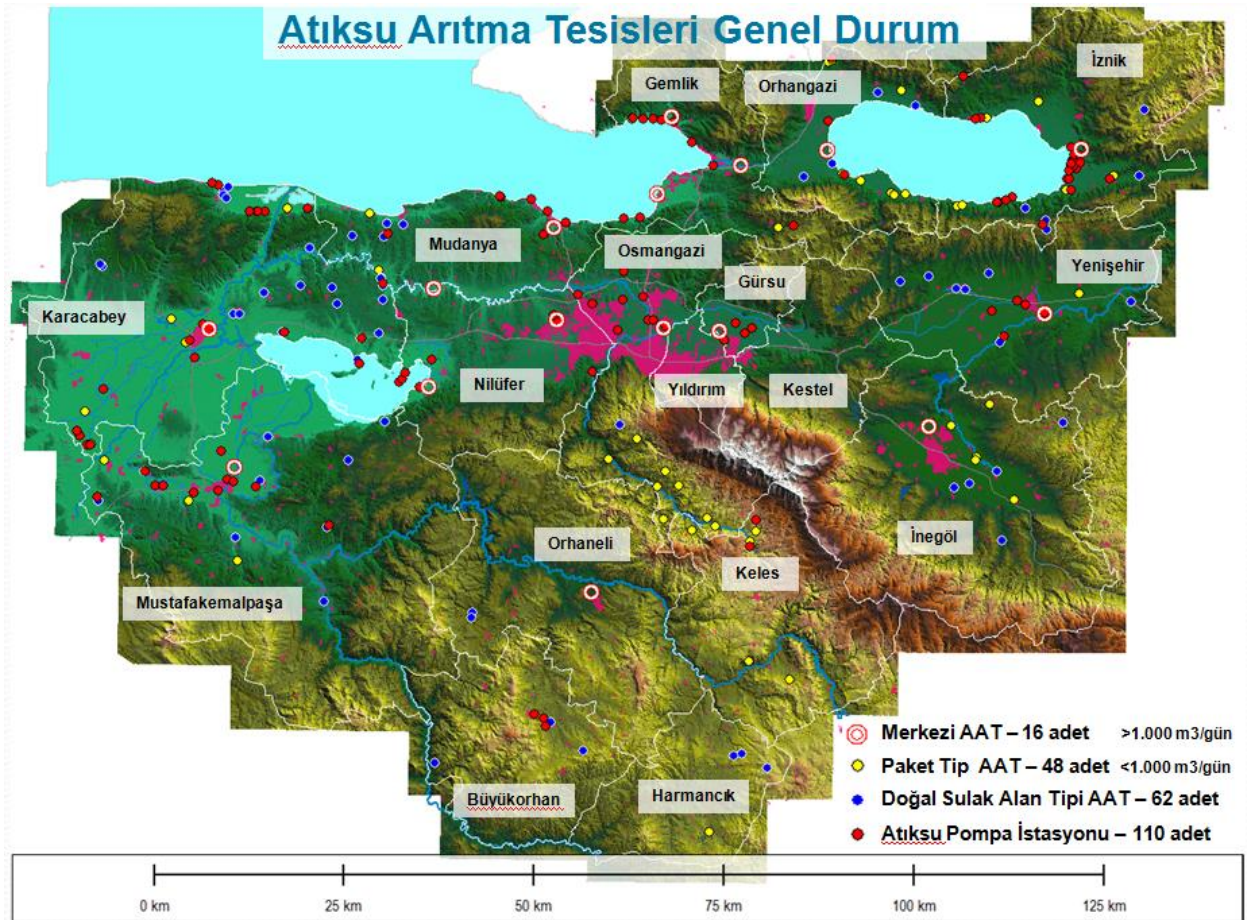 Atıksu Arıtma Tesisleri Genel Durum
İznik
Gemlik
Orhangazi
Mudanya
Osmangazi
Yenişehir
Gürsu
Karacabey
Nilüfer
Yıldırım
Kestel
Orhaneli
İnegöl
Keles
Mustafakemalpaşa
Merkezi AAT – 16 adet >1.000 m3/gün
Paket Tip AAT – 48 adet <1.000 m3/gün
Büyükorhan
Harmancık
Doğal Sulak Alan Tipi AAT – 62 adet
Atıksu Pompa İstasyonu – 110 adet
0 km 25 km 50 km 75 km 100 km 125 km